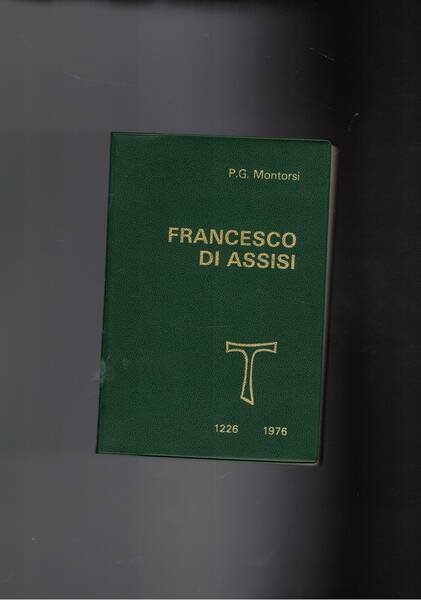 P.G. Montorsi
FRANCESCO
DI ASSISI
1226 1976